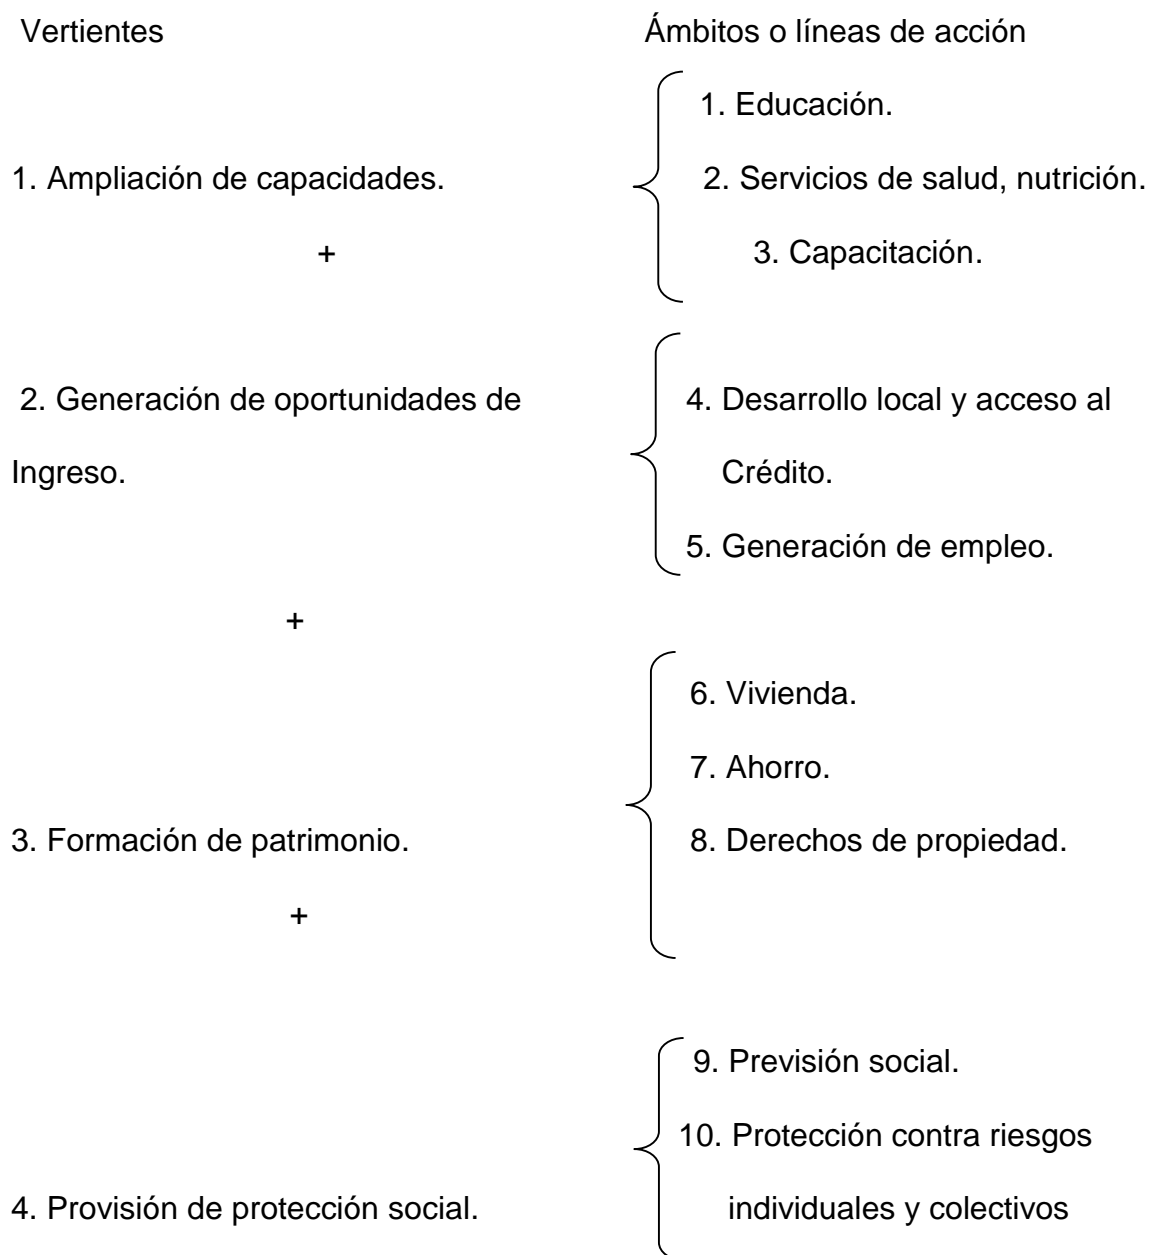 Vertientes Ámbitos o líneas de acción
1. Educación.
1. Ampliación de capacidades. 2. Servicios de salud, nutrición.
+ 3. Capacitación.
2. Generación de oportunidades de 4. Desarrollo local y acceso al
Ingreso. Crédito.
5. Generación de empleo.
+
6. Vivienda.
7. Ahorro.
3. Formación de patrimonio. 8. Derechos de propiedad.
+
9. Previsión social.
10. Protección contra riesgos
4. Provisión de protección social. individuales y colectivos